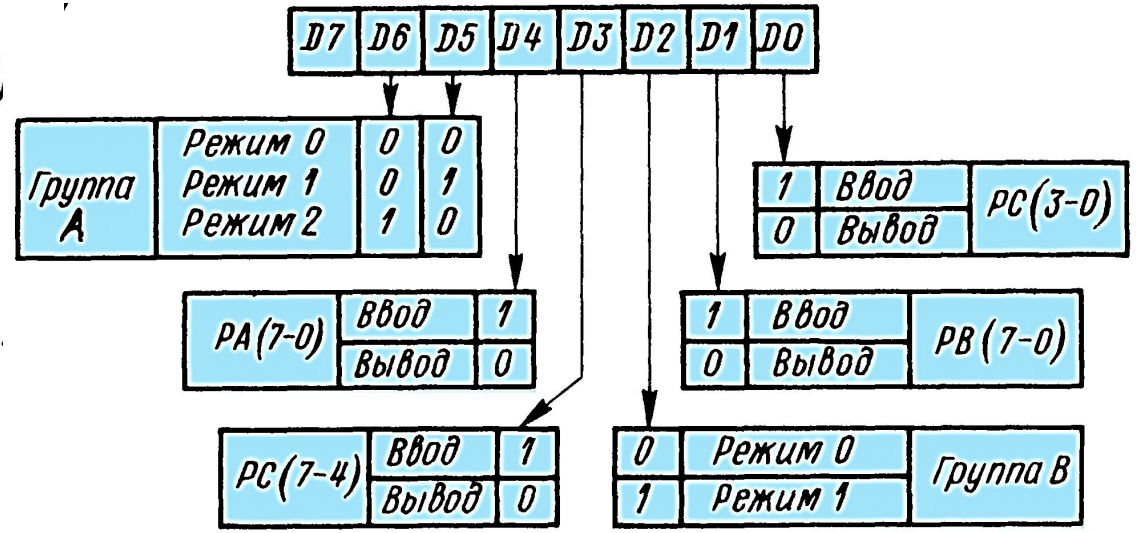 D7 D6 D5 D4 D3 D2 D1 D0
Группа А
Режим 0 0 0
Режим 1 0 1
Режим 2 1 0
1 Ввод
0 Вывод
PC(3-0)
PA(7-0)
Ввод 1
Вывод 0
1 Ввод
0 Вывод
PB(7-0)
PC(7-4)
Ввод 1
Вывод 0
0 Режим 0
1 Режим 1
Группа В